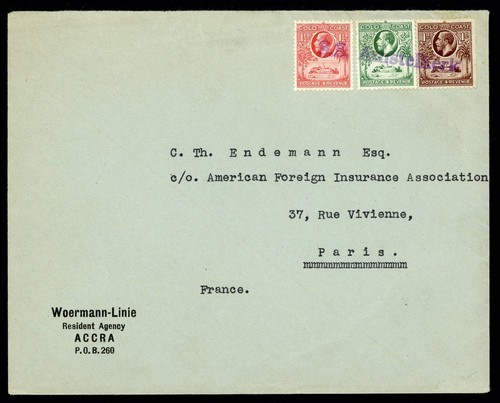 GOLD COAST GOLD COAST GOLD COAST
POSTAGE & REVENUE POSTAGE & REVENUE POSTAGE & REVENUE
C. Th. Endemann Esq.
c/o. American Foreign Insurance Association
37, Rue Vivienne,
Paris.
France.
Woermann-Linie
Resident Agency
ACCRA
P.O.B. 260